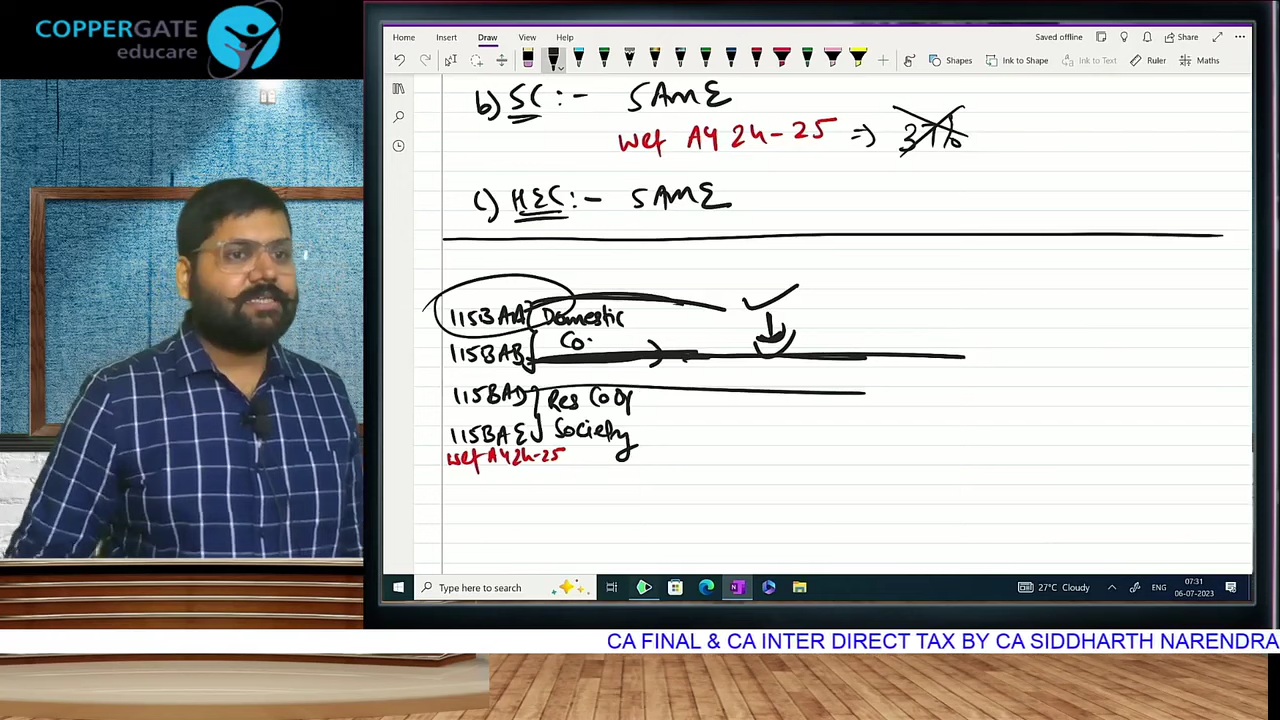 COPPERGATE
educare
Home Insert Draw View Help
Saved offline
Share
Shapes
Ink to Shape
Ink to Text
Ruler
Maths
b) SC :- SAME
wef AY 24-25 => 37%
c) HEC :- SAME
115BAA Domestic
Co.
115BAB
115BAD Res CoOp
115BAE Society
wef AY 24-25
Type here to search
27°C Cloudy
ENG
07:31
06-07-2023
CA FINAL & CA INTER DIRECT TAX BY CA SIDDHARTH NARENDRA